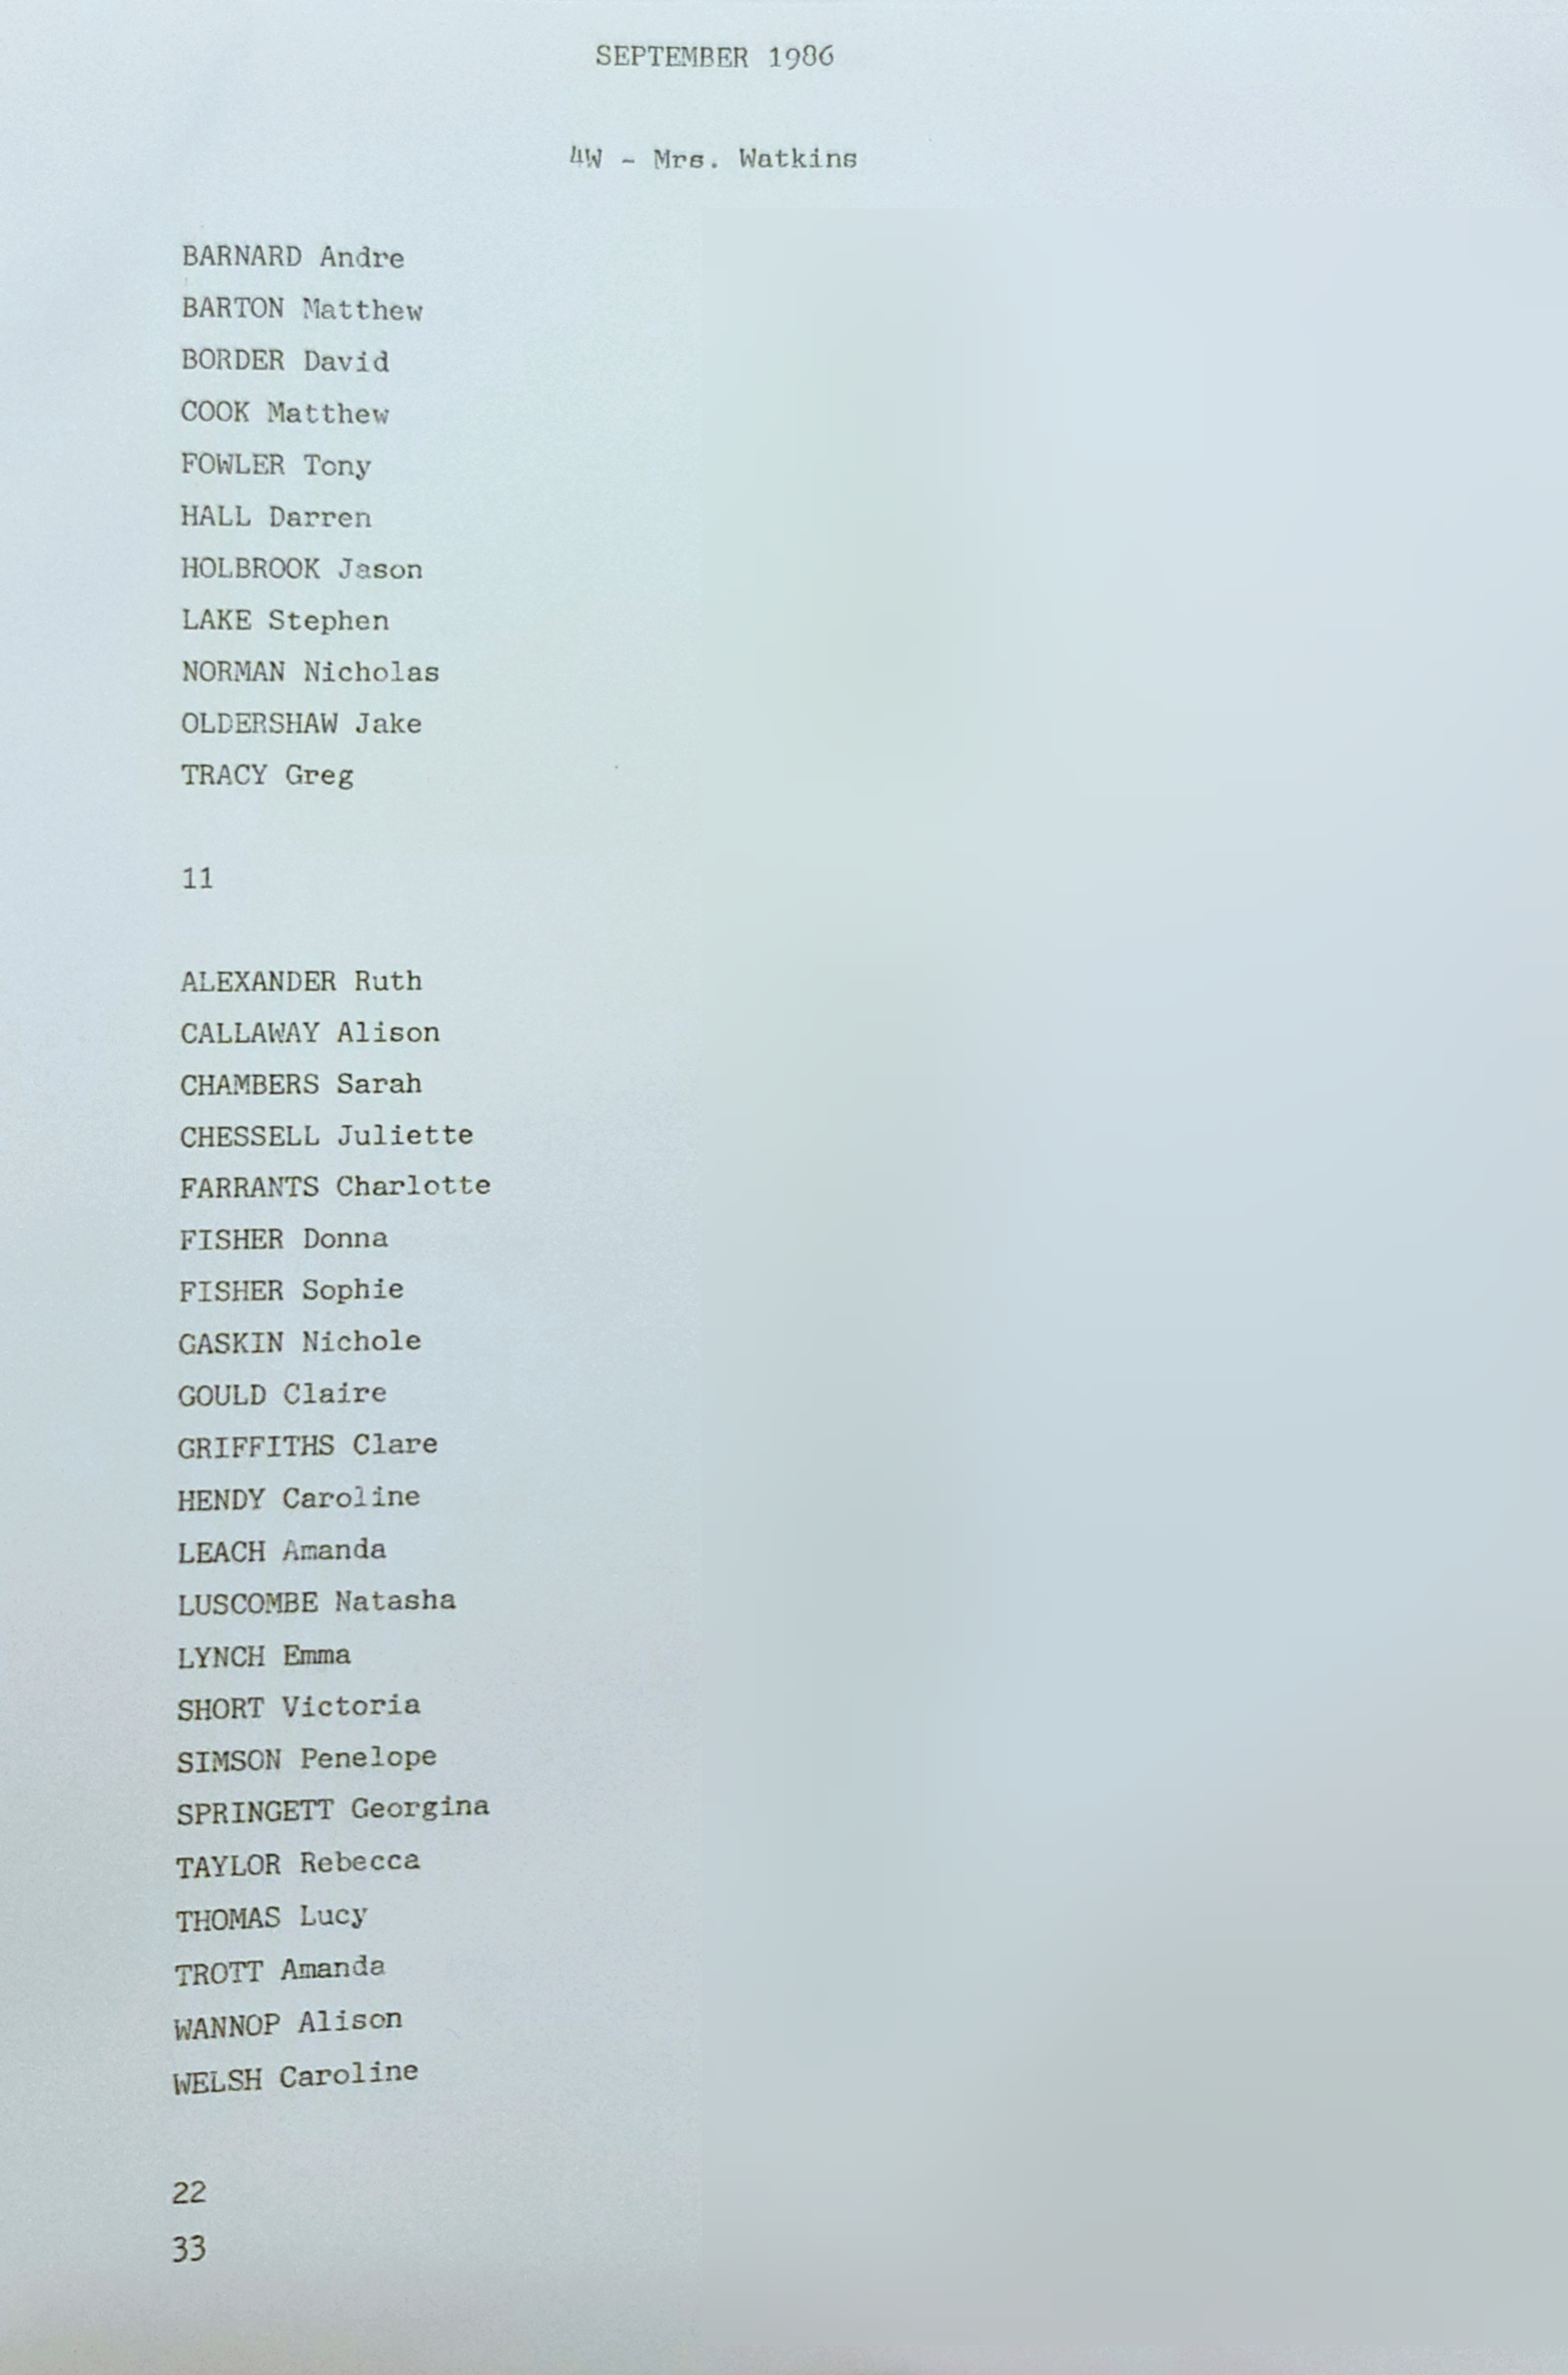 SEPTEMBER 1986
4W - Mrs. Watkins
BARNARD Andre
BARTON Matthew
BORDER David
COOK Matthew
FOWLER Tony
HALL Darren
HOLBROOK Jason
LAKE Stephen
NORMAN Nicholas
OLDERSHAW Jake
TRACY Greg
11
ALEXANDER Ruth
CALLAWAY Alison
CHAMBERS Sarah
CHESSELL Juliette
FARRANTS Charlotte
FISHER Donna
FISHER Sophie
GASKIN Nichole
GOULD Claire
GRIFFITHS Clare
HENDY Caroline
LEACH Amanda
LUSCOMBE Natasha
LYNCH Emma
SHORT Victoria
SIMSON Penelope
SPRINGETT Georgina
TAYLOR Rebecca
THOMAS Lucy
TROTT Amanda
WANNOP Alison
WELSH Caroline
22
33